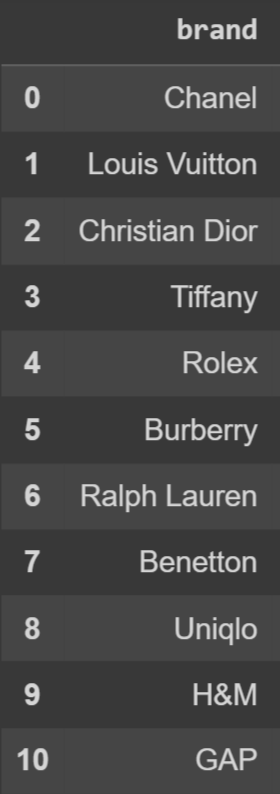 brand
0 Chanel
1 Louis Vuitton
2 Christian Dior
3 Tiffany
4 Rolex
5 Burberry
6 Ralph Lauren
7 Benetton
8 Uniqlo
9 H&M
10 GAP